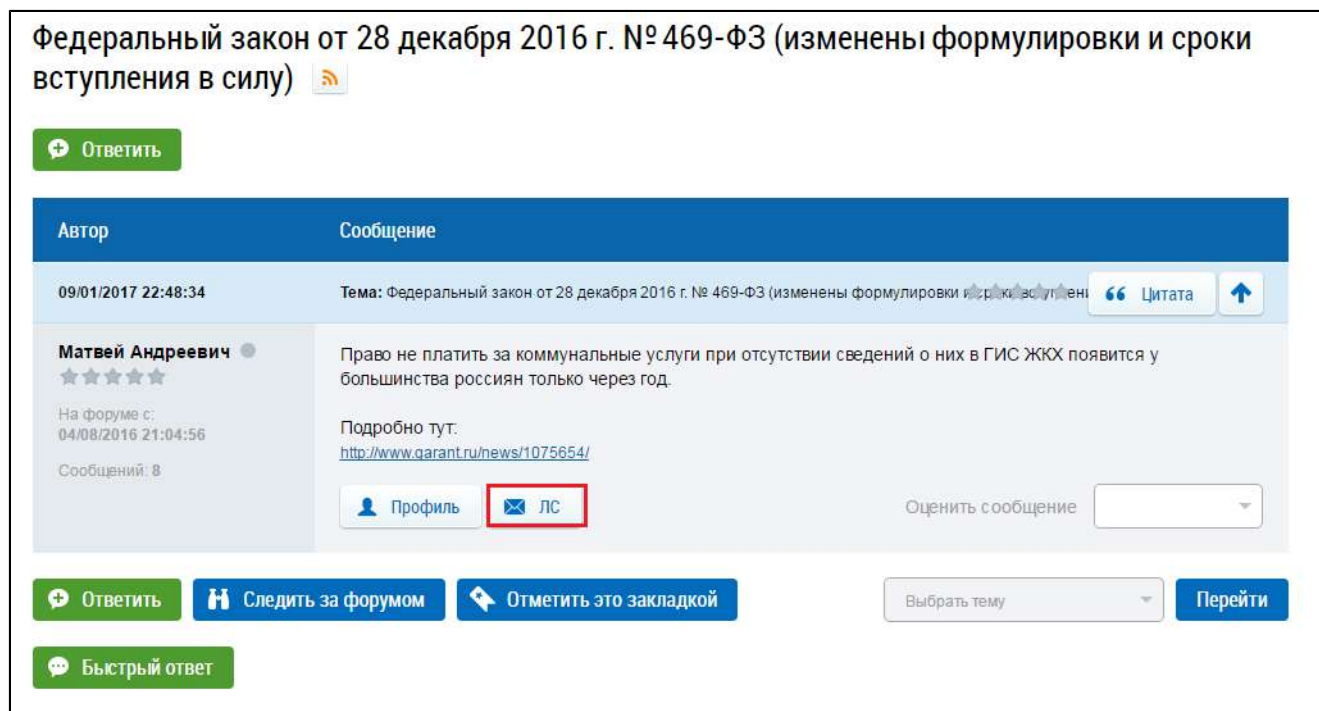 Федеральный закон от 28 декабря 2016 г. № 469-ФЗ (изменены формулировки и сроки
вступления в силу)
Ответить
Автор Сообщение
09/01/2017 22:48:34 Тема: Федеральный закон от 28 декабря 2016 г. № 469-ФЗ (изменены формулировки Цитата
Матвей Андреевич Право не платить за коммунальные услуги при отсутствии сведений о них в ГИС ЖКХ появится у
большинства россиян только через год.
На форуме с:
04/08/2016 21:04:56
Сообщений: 8
Подробно тут:
http://www.garant.ru/news/1075654/
Профиль ЛС Оценить сообщение
Ответить Следить за форумом Отметить это закладкой Выбрать тему Перейти
Быстрый ответ